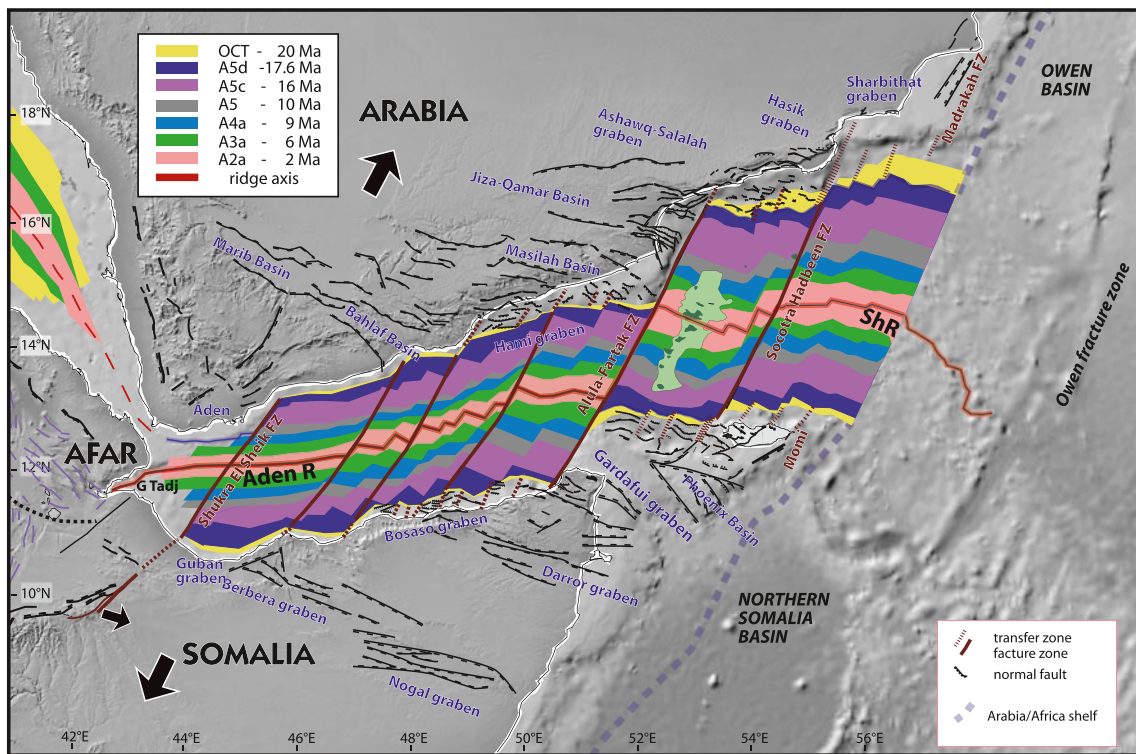 OCT - 20 Ma
A5d -17.6 Ma
A5c - 16 Ma
A5 - 10 Ma
A4a - 9 Ma
A3a - 6 Ma
A2a - 2 Ma
ridge axis
ARABIA
OWEN
BASIN
Sharbithat
graben
Madrakah FZ
Hasik
graben
Ashawq-Salalah
graben
Jiza-Qamar Basin
Masilah Basin
Marib Basin
Bahlaf Basin
Hami graben
Socotra Hadbeen FZ
Alula-Fartak FZ
ShR
Owen fracture zone
Aden
AFAR
G Tadj
Shukra El Sheik FZ
Aden R
Momi
Gardafui graben
Phoenix Basin
Bosaso graben
Guban
graben
Berbera graben
Darror graben
SOMALIA
Nogal graben
NORTHERN
SOMALIA
BASIN
transfer zone
facture zone
normal fault
Arabia/Africa shelf
18°N
16°N
14°N
12°N
10°N
42°E
44°E
46°E
48°E
50°E
52°E
54°E
56°E